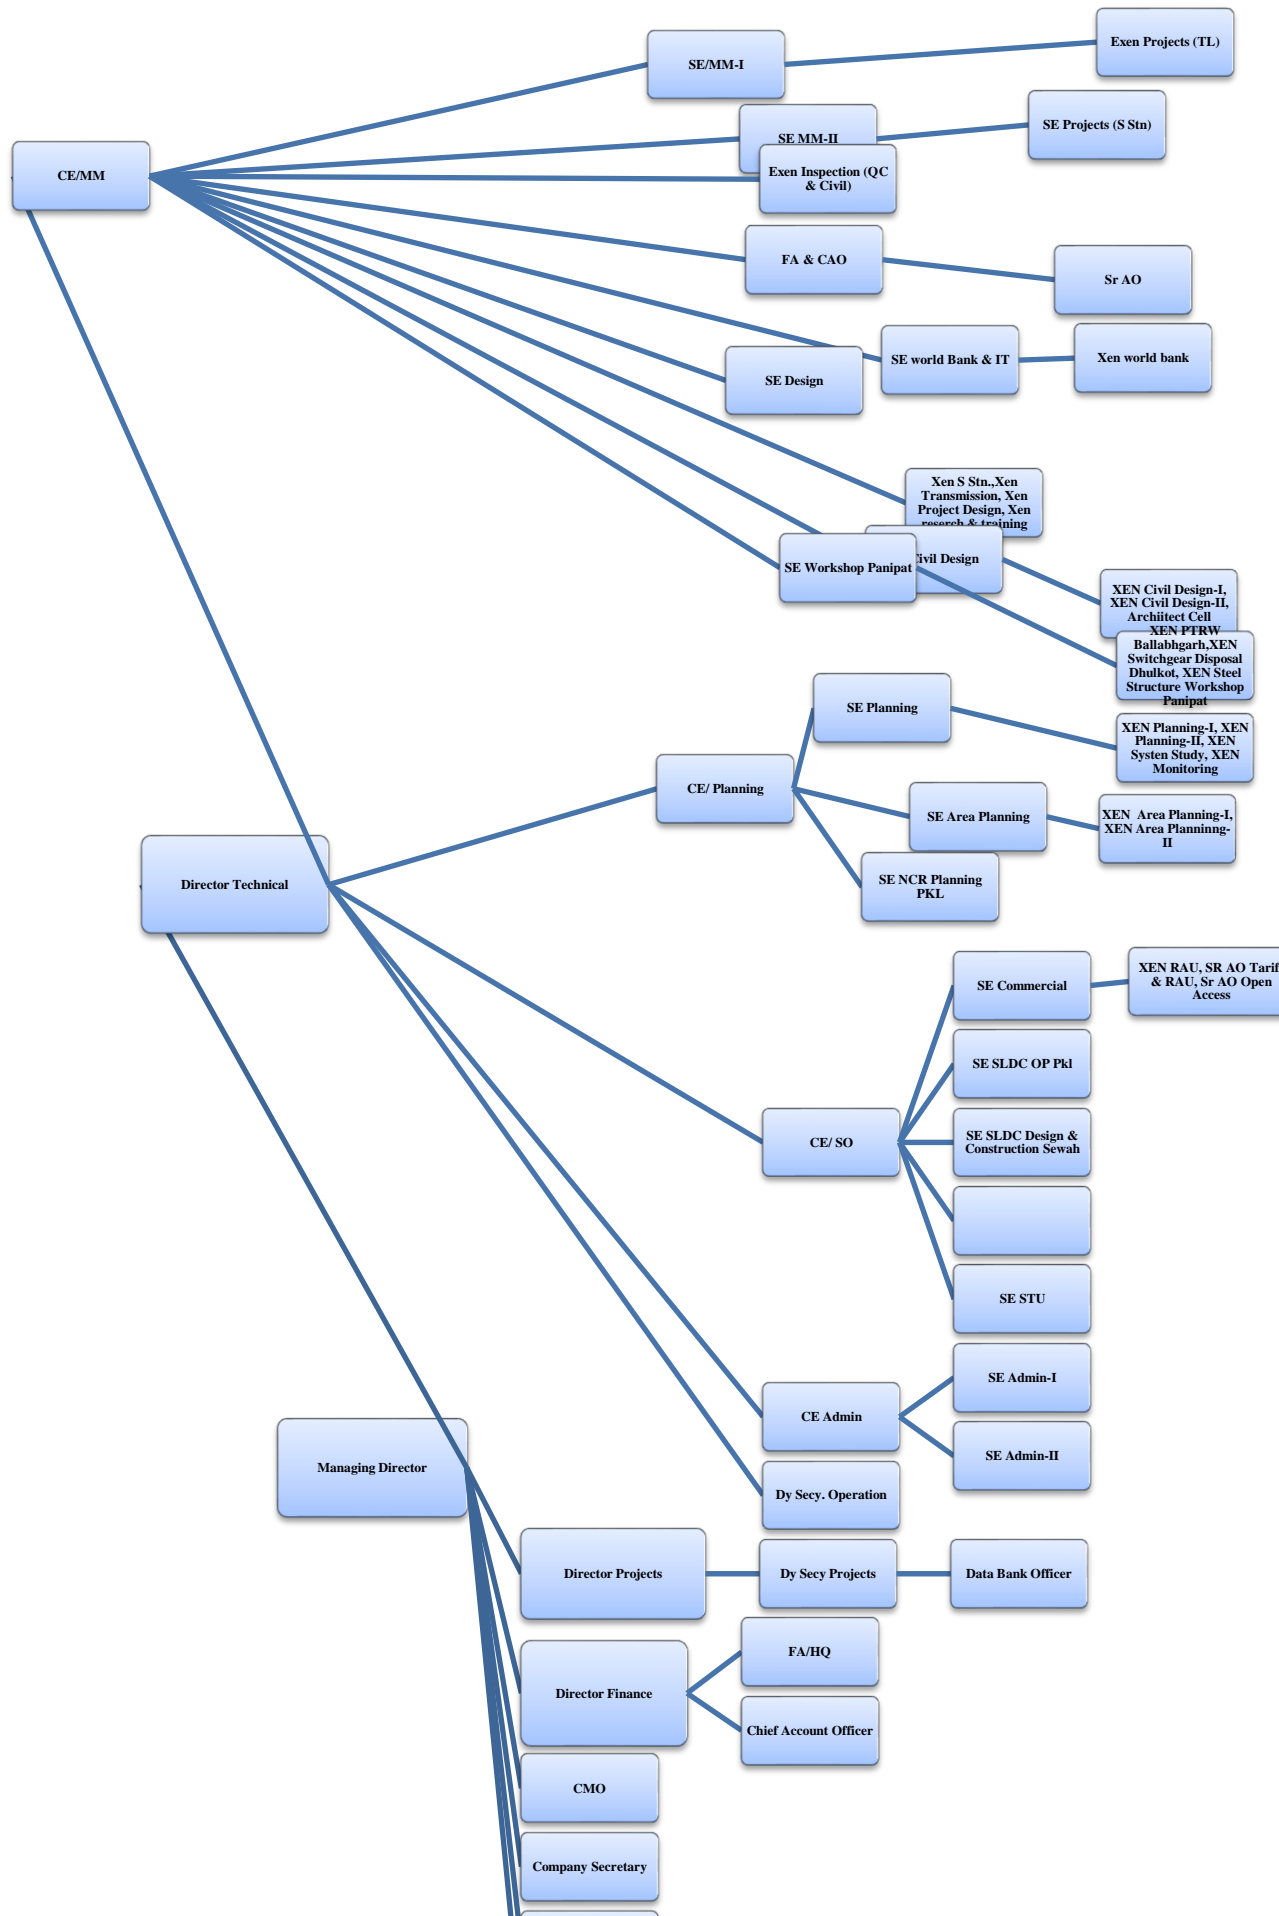 Exen Projects (TL)
SE/MM-I
SE Projects (S Stn)
SE MM-II
CE/MM
Exen Inspection (QC
& Civil)
FA & CAO
Sr AO
SE world Bank & IT
Xen world bank
SE Design
Xen S Stn.,Xen
Transmission, Xen
Project Design, Xen
reserch & training
Civil Design
SE Workshop Panipat
XEN Civil Design-I,
XEN Civil Design-II,
Archiitect Cell
XEN PTRW
Ballabhgarh,XEN
Switchgear Disposal
Dhulkot, XEN Steel
Structure Workshop
Panipat
SE Planning
XEN Planning-I, XEN
Planning-II, XEN
Systen Study, XEN
Monitoring
CE/ Planning
SE Area Planning
XEN Area Planning-I,
XEN Area Planninng-
II
SE NCR Planning
PKL
Director Technical
SE Commercial
XEN RAU, SR AO Tarif
& RAU, Sr AO Open
Access
SE SLDC OP Pkl
CE/ SO
SE SLDC Design &
Construction Sewah
SE STU
SE Admin-I
CE Admin
SE Admin-II
Managing Director
Dy Secy. Operation
Director Projects
Dy Secy Projects
Data Bank Officer
FA/HQ
Director Finance
Chief Account Officer
CMO
Company Secretary